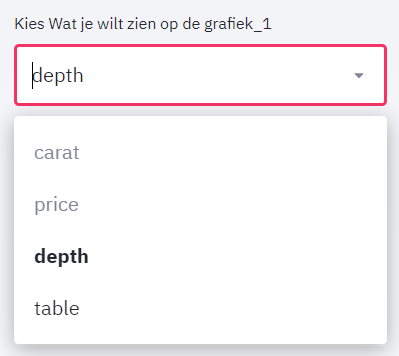 Kies Wat je wilt zien op de grafiek_1
depth
carat
price
depth
table